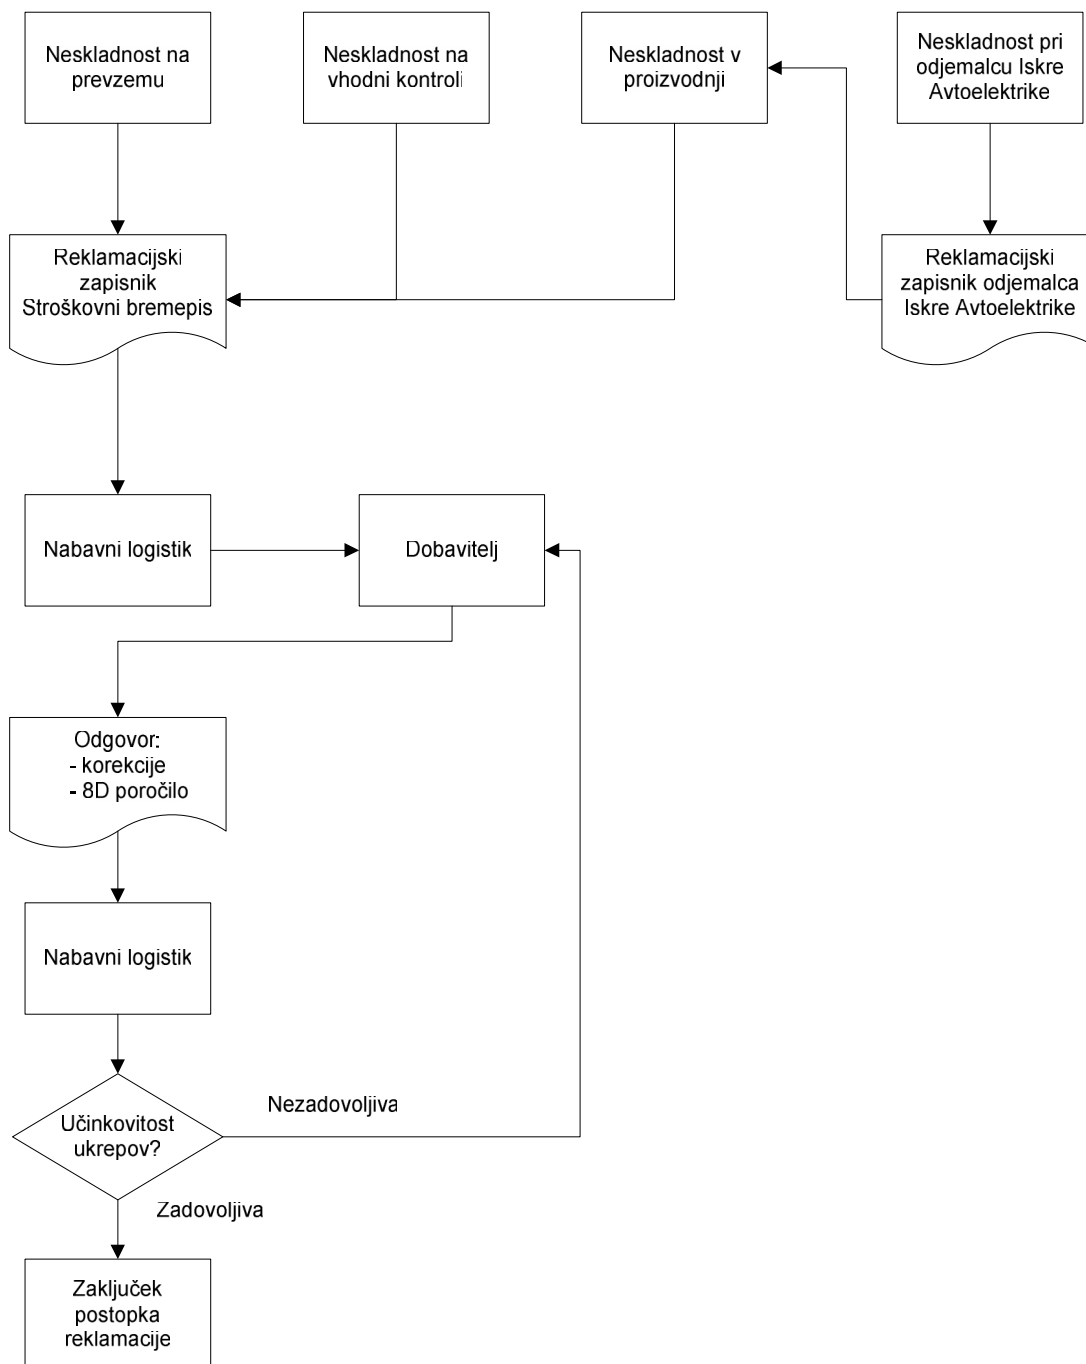 Neskladnost na
prevzemu
Neskladnost na
vhodni kontroli
Neskladnost v
proizvodnji
Neskladnost pri
odjemalcu Iskre
Avtoelektrike
Reklamacijski
zapisnik
Stroškovni bremepis
Reklamacijski
zapisnik odjemalca
Iskre Avtoelektrike
Nabavni logistik
Dobavitelj
Odgovor:
- korekcije
- 8D poročilo
Nabavni logistik
Učinkovitost
ukrepov?
Nezadovoljiva
Zadovoljiva
Zaključek
postopka
reklamacije